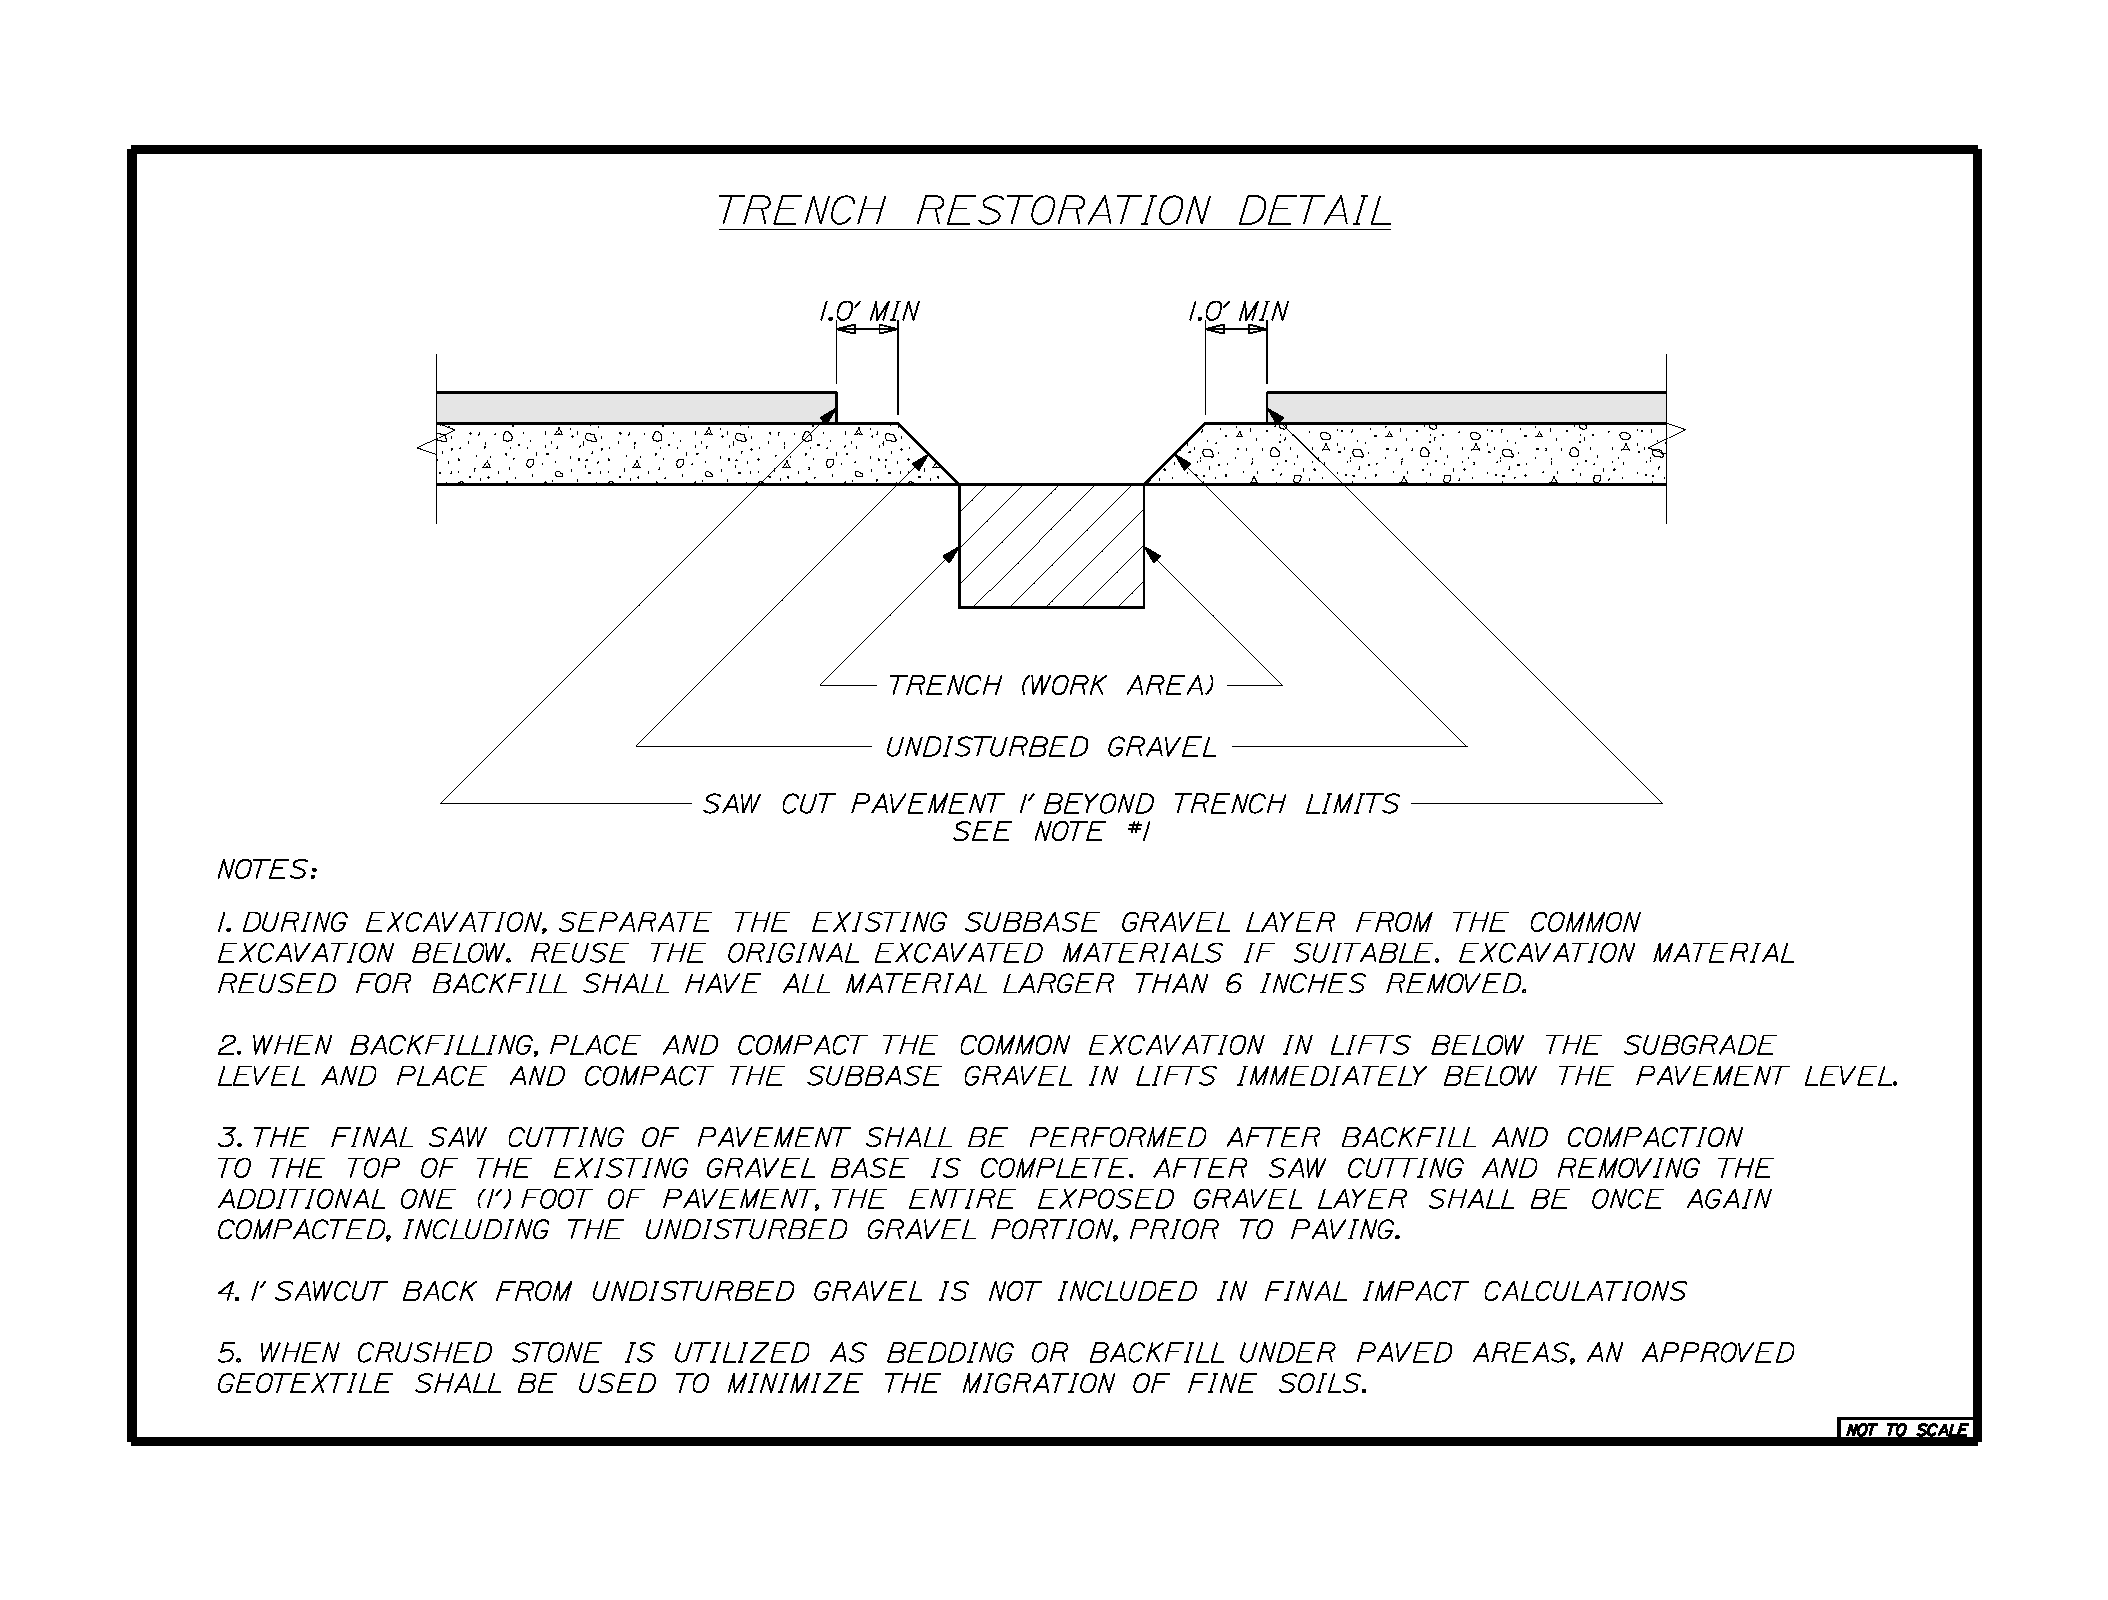 TRENCH RESTORATION DETAIL
1.0' MIN
1.0' MIN
TRENCH (WORK AREA)
UNDISTURBED GRAVEL
SAW CUT PAVEMENT 1' BEYOND TRENCH LIMITS
SEE NOTE #1
NOTES:
1. DURING EXCAVATION, SEPARATE THE EXISTING SUBBASE GRAVEL LAYER FROM THE COMMON
EXCAVATION BELOW. REUSE THE ORIGINAL EXCAVATED MATERIALS IF SUITABLE. EXCAVATION MATERIAL
REUSED FOR BACKFILL SHALL HAVE ALL MATERIAL LARGER THAN 6 INCHES REMOVED.
2. WHEN BACKFILLING, PLACE AND COMPACT THE COMMON EXCAVATION IN LIFTS BELOW THE SUBGRADE
LEVEL AND PLACE AND COMPACT THE SUBBASE GRAVEL IN LIFTS IMMEDIATELY BELOW THE PAVEMENT LEVEL.
3. THE FINAL SAW CUTTING OF PAVEMENT SHALL BE PERFORMED AFTER BACKFILL AND COMPACTION
TO THE TOP OF THE EXISTING GRAVEL BASE IS COMPLETE. AFTER SAW CUTTING AND REMOVING THE
ADDITIONAL ONE (1') FOOT OF PAVEMENT, THE ENTIRE EXPOSED GRAVEL LAYER SHALL BE ONCE AGAIN
COMPACTED, INCLUDING THE UNDISTURBED GRAVEL PORTION, PRIOR TO PAVING.
4. 1' SAWCUT BACK FROM UNDISTURBED GRAVEL IS NOT INCLUDED IN FINAL IMPACT CALCULATIONS
5. WHEN CRUSHED STONE IS UTILIZED AS BEDDING OR BACKFILL UNDER PAVED AREAS, AN APPROVED
GEOTEXTILE SHALL BE USED TO MINIMIZE THE MIGRATION OF FINE SOILS.
NOT TO SCALE